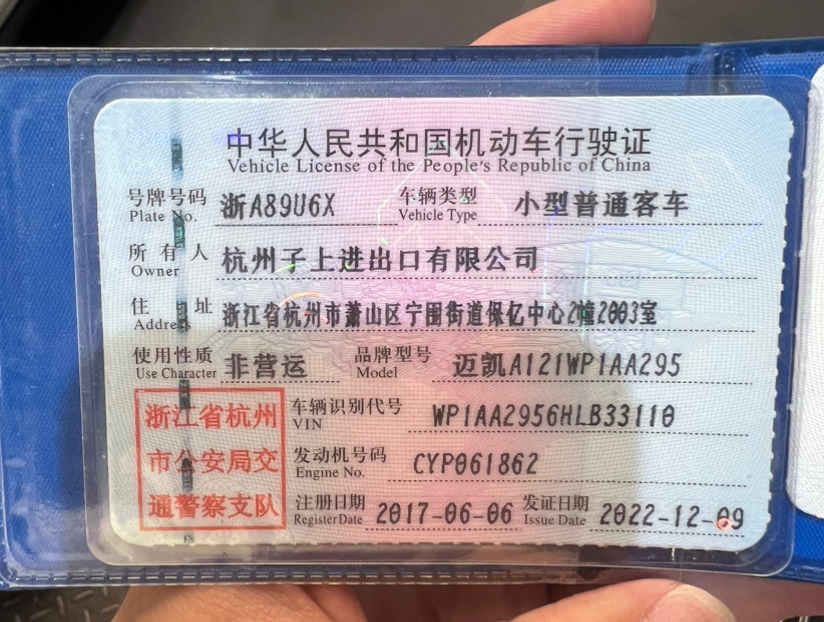 中华人民共和国机动车行驶证
Vehicle License of the People's Republic of China
号牌号码 浙A89U6X 车辆类型 小型普通客车
Plate No. Vehicle Type
所有人 杭州子上进出口有限公司
Owner
住址 浙江省杭州市萧山区宁围街道保亿中心2幢2003室
Address
使用性质 非营运 品牌型号 迈凯A121WP1AA295
Use Character Model
浙江省杭州 车辆识别代号 WP1AA2956HLB33110
VIN
市公安局交 发动机号码 CYP061862
Engine No.
通警察支队 注册日期 2017-06-06 发证日期 2022-12-09
Register Date Issue Date